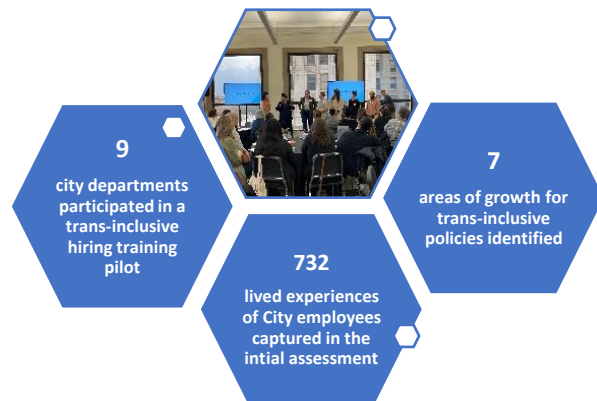 9
city departments
participated in a
trans-inclusive
hiring training
pilot
732
lived experiences
of City employees
captured in the
intial assessment
7
areas of growth for
trans-inclusive
policies identified